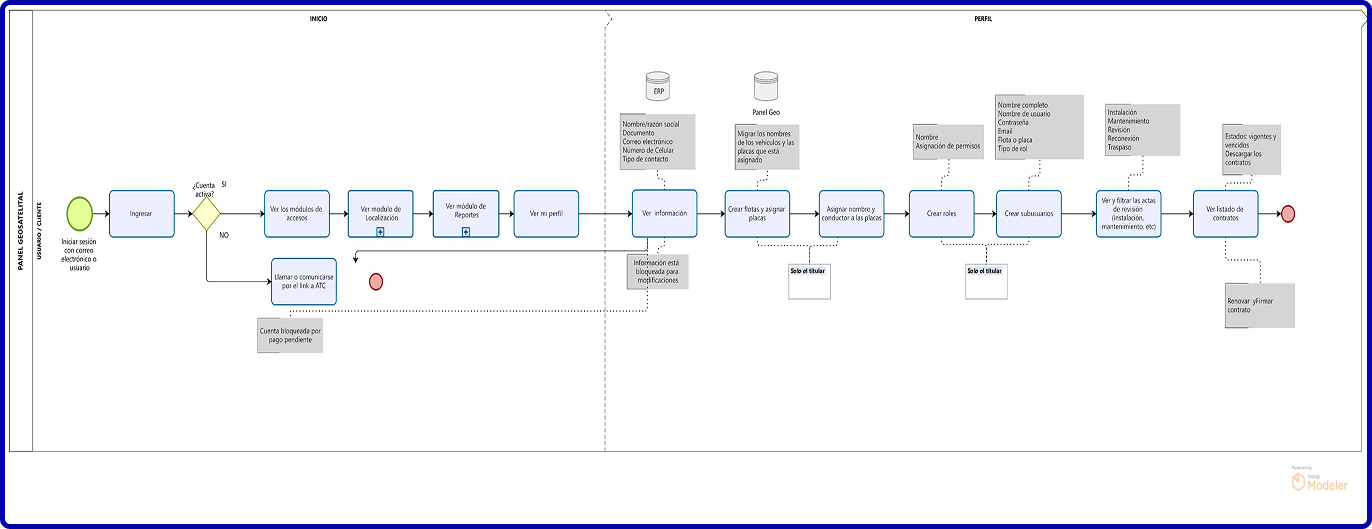 INICIO
PERFIL
PANEL GEOSATELITAL
USUARIO / CLIENTE
Iniciar sesión
con correo
electrónico o
usuario
Ingresar
¿Cuenta
activa?
SI
NO
Ver los módulos de
accesos
Ver modulo de
Localización
Ver módulo de
Reportes
Ver mi perfil
Llamar o comunicarse
por el link a ATC
Cuenta bloqueada por
pago pendiente
ERP
Nombre/razón social
Documento
Correo electrónico
Número de Celular
Tipo de contacto
Ver información
Información está
bloqueada para
modificaciones
Panel Geo
Migrar los nombres
de los vehículos y las
placas que está
asignado
Crear flotas y asignar
placas
Asignar nombre y
conductor a las placas
Solo el titular
Nombre
Asignación de permisos
Crear roles
Nombre completo
Nombre de usuario
Contraseña
Email
Flota o placa
Tipo de rol
Crear subusuarios
Solo el titular
Instalación
Mantenimiento
Revisión
Reconexión
Traspaso
Ver y filtrar las actas
de revisión
(instalación,
mantenimiento. etc)
Estados: vigentes y
vencidos
Descargar los
contratos
Ver listado de
contratos
Renovar yFirmar
contrato
Powered by
bizagi
Modeler